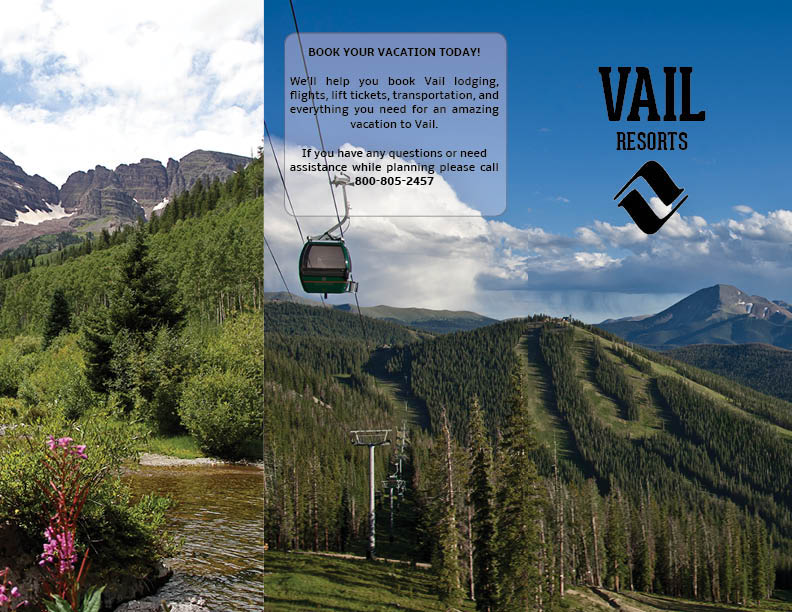 BOOK YOUR VACATION TODAY!
We'll help you book Vail lodging,
flights, lift tickets, transportation, and
everything you need for an amazing
vacation to Vail.
If you have any questions or need
assistance while planning please call
800-805-2457
VAIL
RESORTS